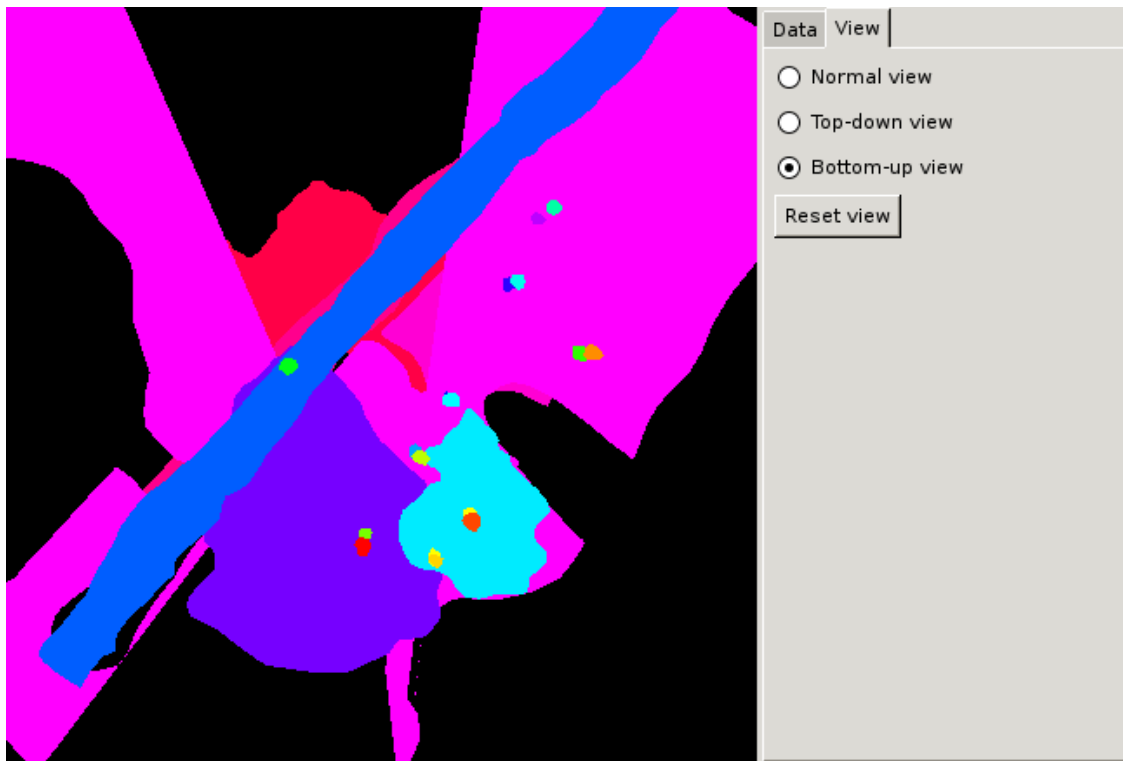 Data View
Normal view
Top-down view
Bottom-up view
Reset view